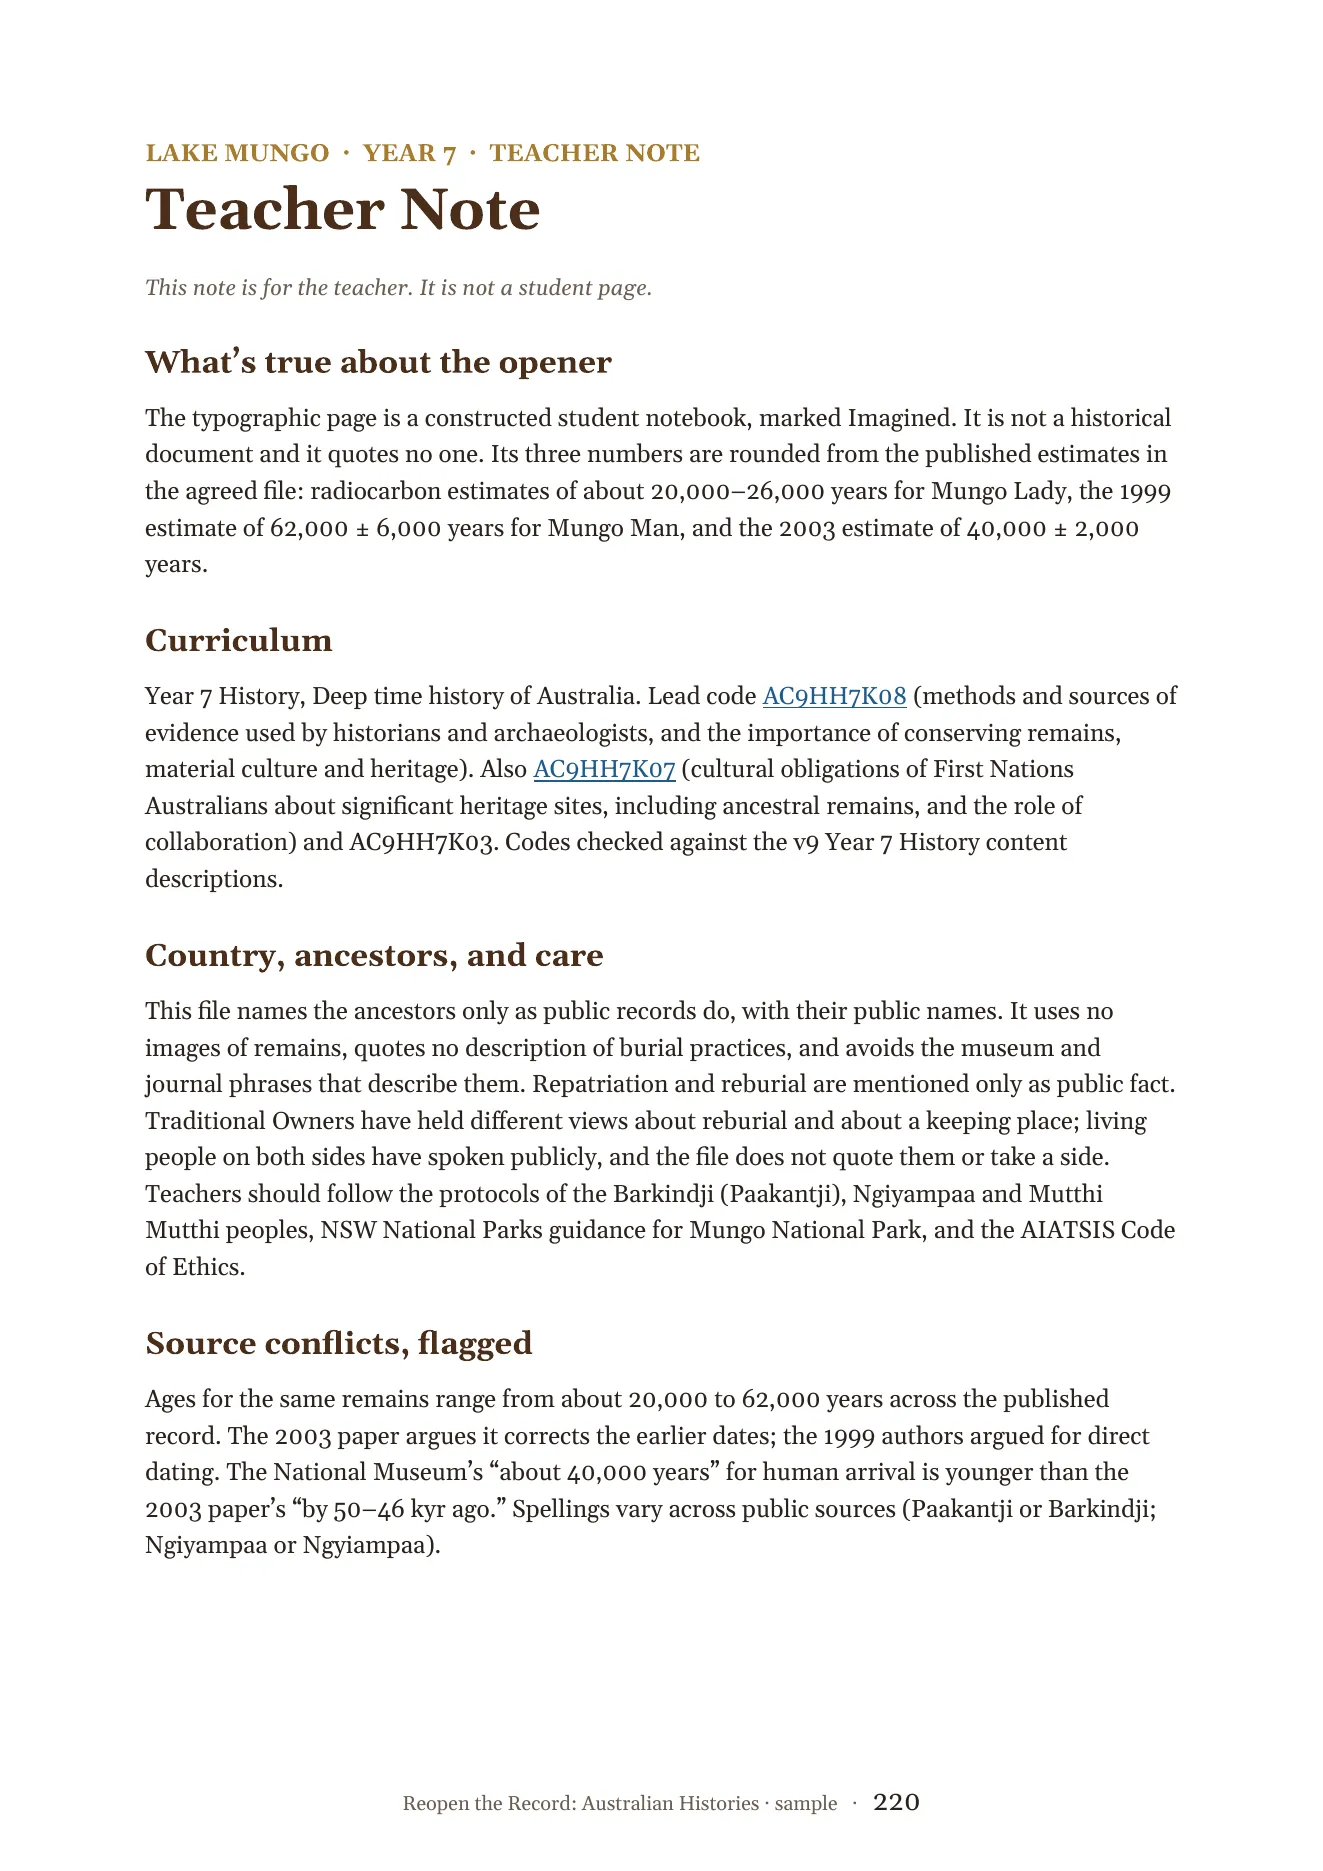 LAKE MUNGO · YEAR 7 · TEACHER NOTE
Teacher Note
This note is for the teacher. It is not a student page.
What’s true about the opener
The typographic page is a constructed student notebook, marked Imagined. It is not a historical
document and it quotes no one. Its three numbers are rounded from the published estimates in
the agreed file: radiocarbon estimates of about 20,000–26,000 years for Mungo Lady, the 1999
estimate of 62,000 ± 6,000 years for Mungo Man, and the 2003 estimate of 40,000 ± 2,000
years.
Curriculum
Year 7 History, Deep time history of Australia. Lead code AC9HH7K08 (methods and sources of
evidence used by historians and archaeologists, and the importance of conserving remains,
material culture and heritage). Also AC9HH7K07 (cultural obligations of First Nations
Australians about significant heritage sites, including ancestral remains, and the role of
collaboration) and AC9HH7K03. Codes checked against the v9 Year 7 History content
descriptions.
Country, ancestors, and care
This file names the ancestors only as public records do, with their public names. It uses no
images of remains, quotes no description of burial practices, and avoids the museum and
journal phrases that describe them. Repatriation and reburial are mentioned only as public fact.
Traditional Owners have held different views about reburial and about a keeping place; living
people on both sides have spoken publicly, and the file does not quote them or take a side.
Teachers should follow the protocols of the Barkindji (Paakantji), Ngiyampaa and Mutthi
Mutthi peoples, NSW National Parks guidance for Mungo National Park, and the AIATSIS Code
of Ethics.
Source conflicts, flagged
Ages for the same remains range from about 20,000 to 62,000 years across the published
record. The 2003 paper argues it corrects the earlier dates; the 1999 authors argued for direct
dating. The National Museum’s “about 40,000 years” for human arrival is younger than the
2003 paper’s “by 50–46 kyr ago.” Spellings vary across public sources (Paakantji or Barkindji;
Ngiyampaa or Ngyiampaa).
Reopen the Record: Australian Histories · sample · 220